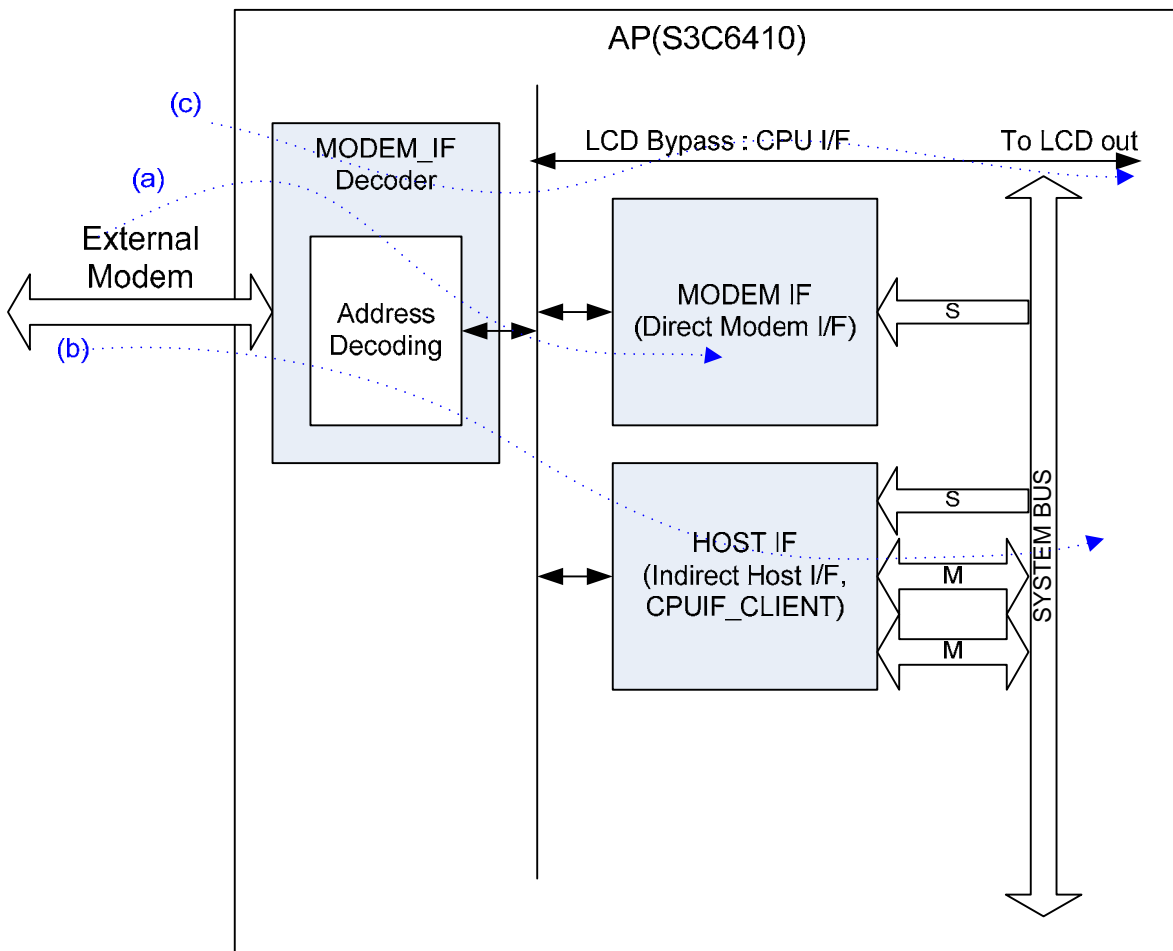 AP(S3C6410)
(c)
MODEM_IF
Decoder
LCD Bypass : CPU I/F
To LCD out
(a)
External
Modem
Address
Decoding
MODEM IF
(Direct Modem I/F)
S
(b)
HOST IF
(Indirect Host I/F,
CPUIF_CLIENT)
S
M
M
SYSTEM BUS